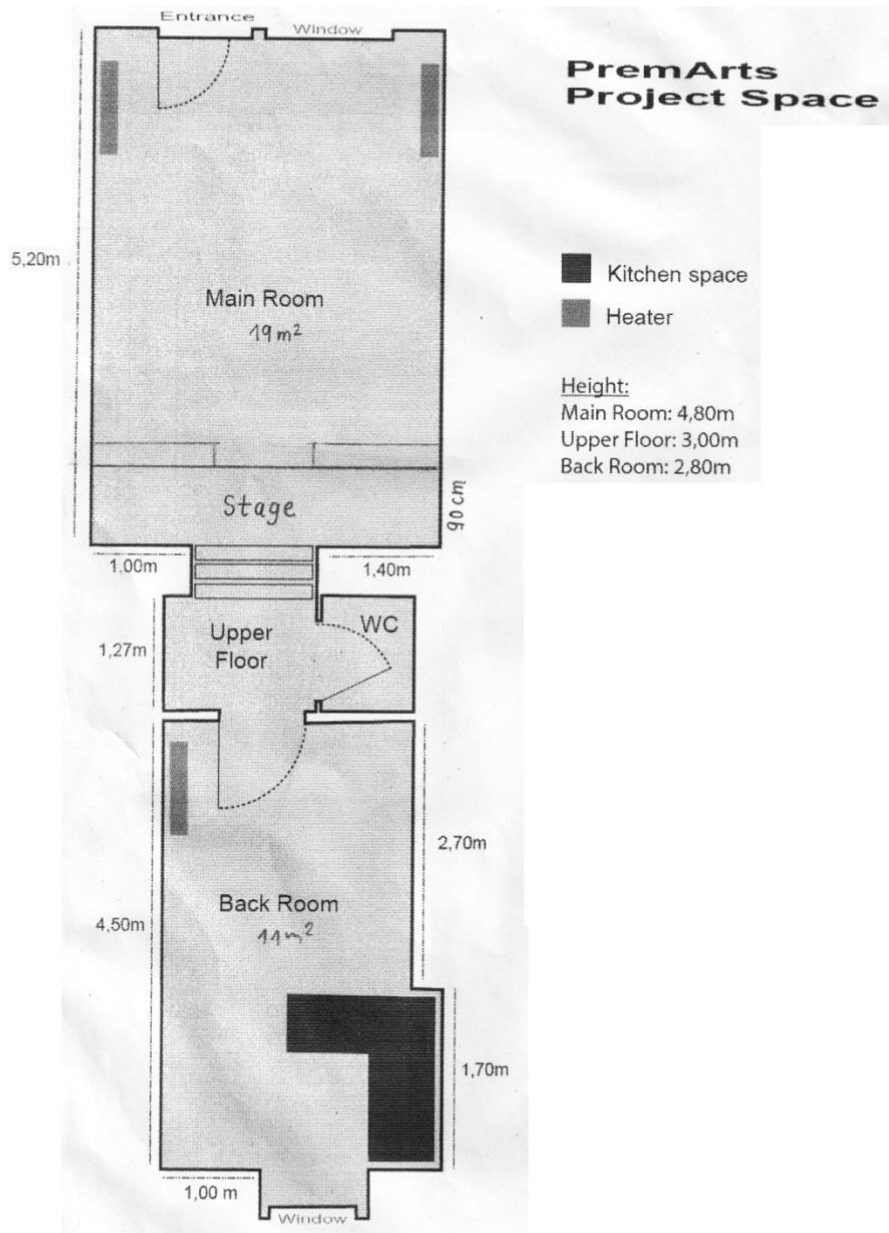 Entrance
Window
PremArts
Project Space
5,20m
Main Room
19 m²
Kitchen space
Heater
Height:
Main Room: 4,80m
Upper Floor: 3,00m
Back Room: 2,80m
Stage
90 cm
1,00m
1,40m
1,27m
Upper
Floor
WC
2,70m
4,50m
Back Room
11 m²
1,70m
1,00 m
Window